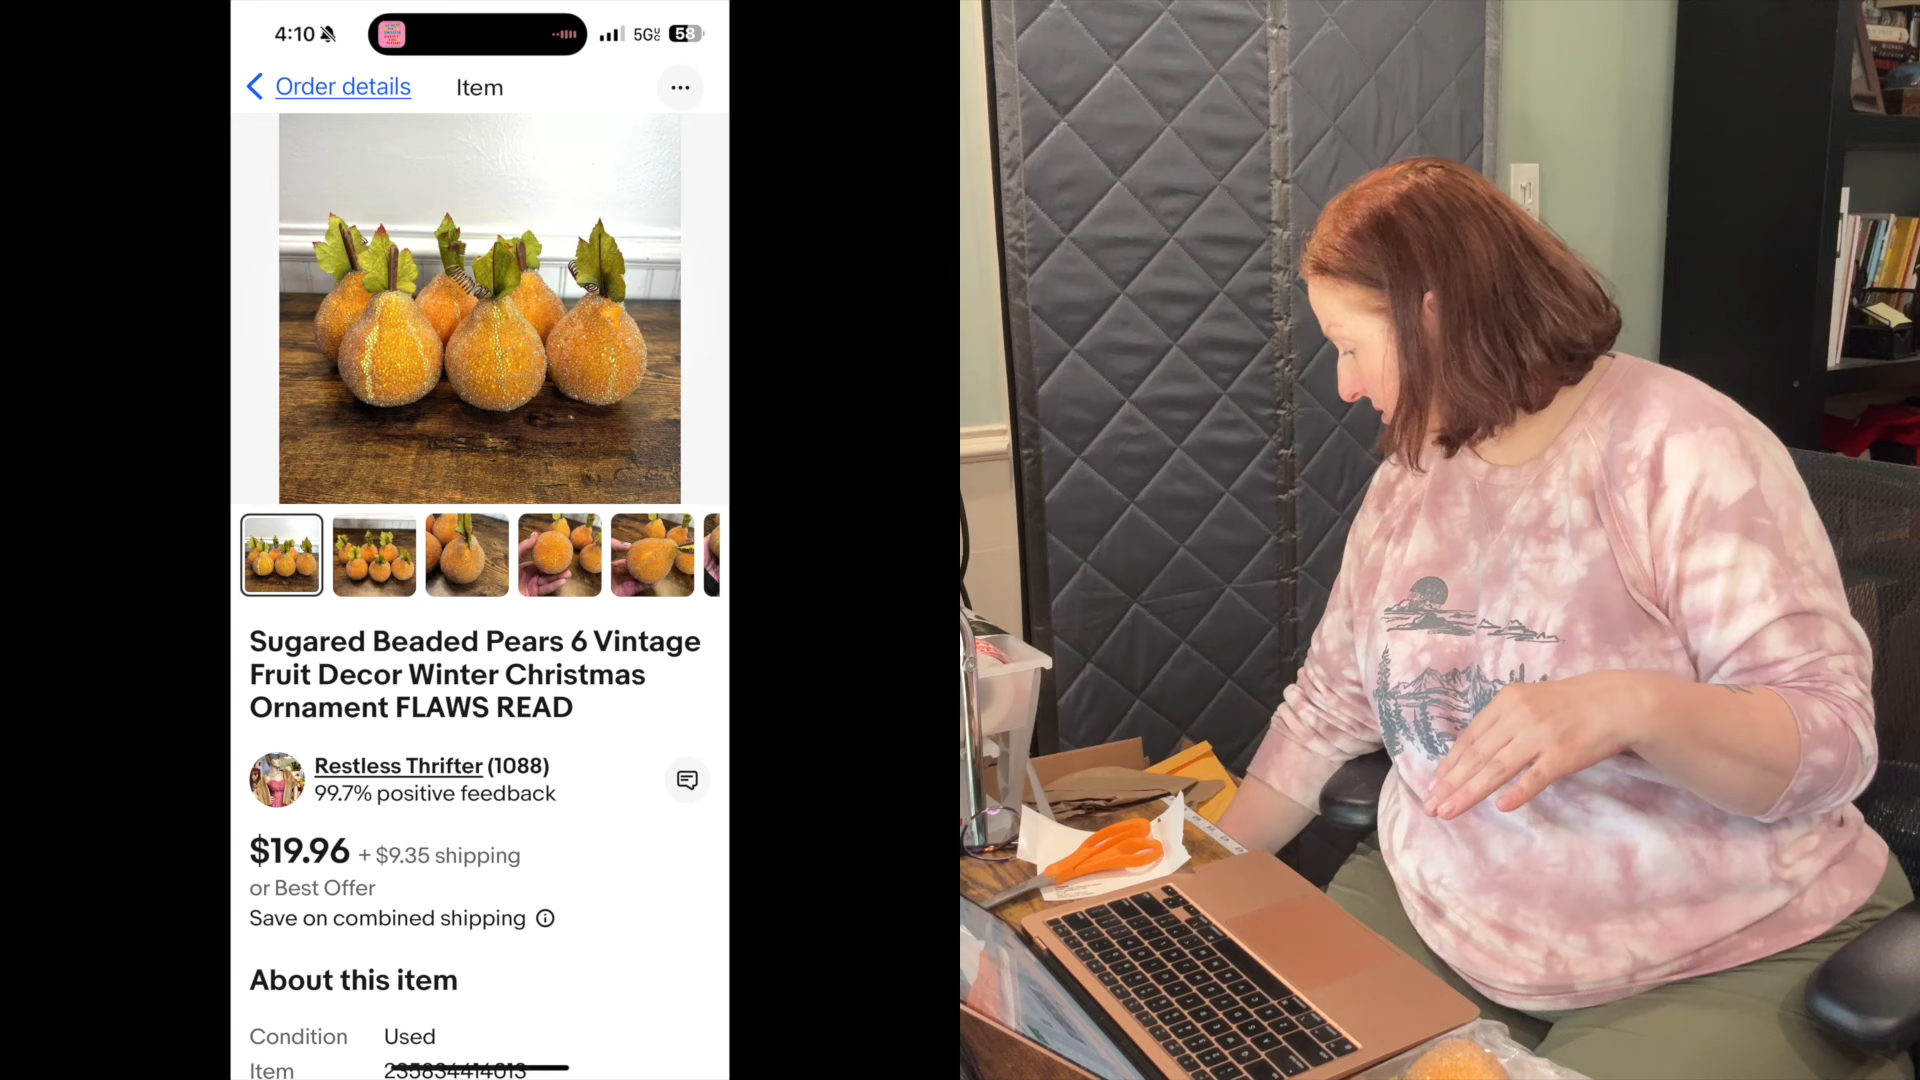 4:10
5G
58
Order details
Item
Sugared Beaded Pears 6 Vintage
Fruit Decor Winter Christmas
Ornament FLAWS READ
Restless Thrifter (1088)
99.7% positive feedback
$19.96 + $9.35 shipping
or Best Offer
Save on combined shipping
About this item
Condition Used
Item 235834414013